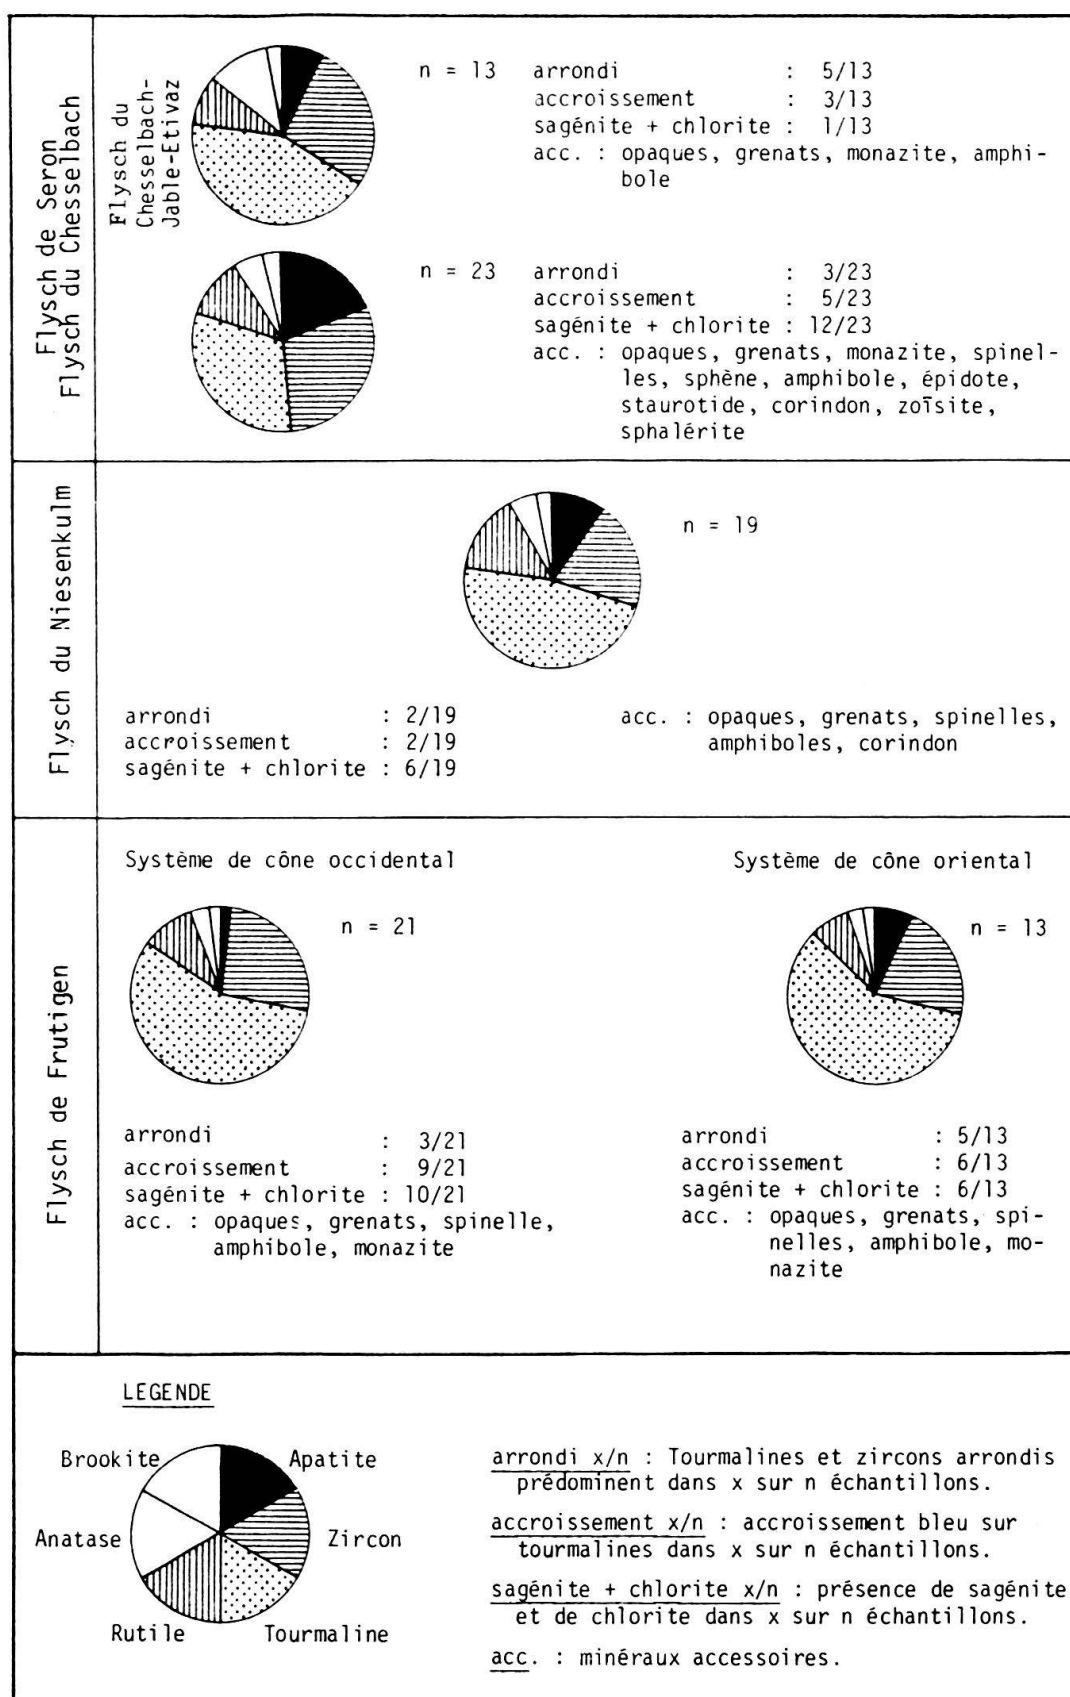 Flysch de Seron
Flysch du Chesselbach
Flysch du
Chesselbach-
Jable-Etivaz
n = 13
arrondi : 5/13
accroissement : 3/13
sagénite + chlorite : 1/13
acc. : opaques, grenats, monazite, amphi-
bole
n = 23
arrondi : 3/23
accroissement : 5/23
sagénite + chlorite : 12/23
acc. : opaques, grenats, monazite, spinel-
les, sphène, amphibole, épidote,
staurotide, corindon, zoïsite,
sphalérite
Flysch du Niesenkulm
n = 19
arrondi : 2/19
accroissement : 2/19
sagénite + chlorite : 6/19
acc. : opaques, grenats, spinelles,
amphiboles, corindon
Flysch de Frutigen
Système de cône occidental
n = 21
arrondi : 3/21
accroissement : 9/21
sagénite + chlorite : 10/21
acc. : opaques, grenats, spinelle,
amphibole, monazite
Système de cône oriental
n = 13
arrondi : 5/13
accroissement : 6/13
sagénite + chlorite : 6/13
acc. : opaques, grenats, spi-
nelles, amphibole, mo-
nazite
LEGENDE
Brookite
Apatite
Anatase
Zircon
Rutile
Tourmaline
arrondi x/n : Tourmalines et zircons arrondis
prédominent dans x sur n échantillons.
accroissement x/n : accroissement bleu sur
tourmalines dans x sur n échantillons.
sagénite + chlorite x/n : présence de sagénite
et de chlorite dans x sur n échantillons.
acc. : minéraux accessoires.